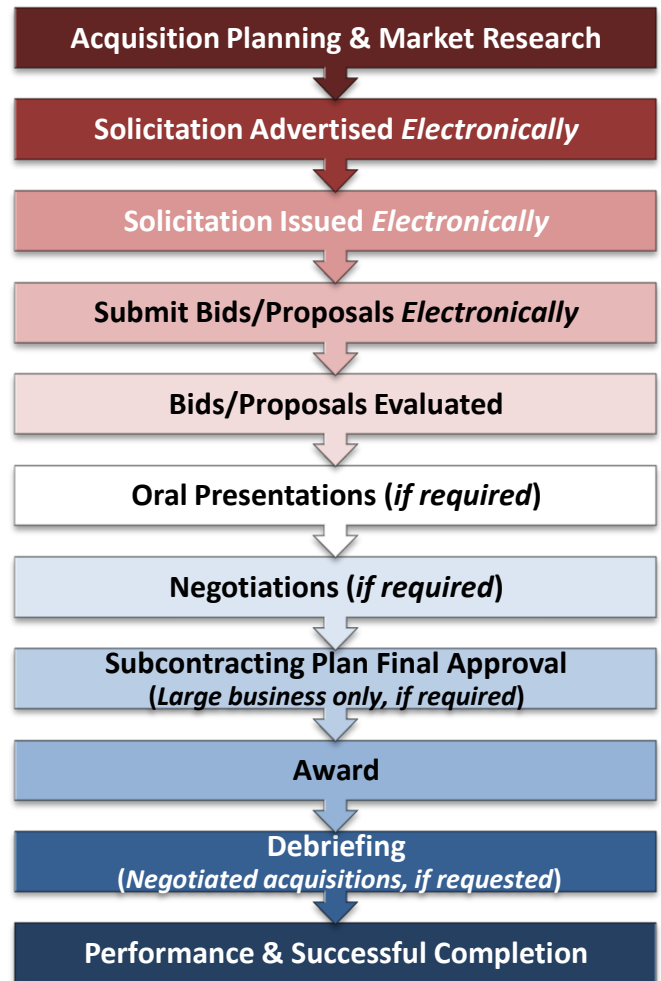 Acquisition Planning & Market Research
Solicitation Advertised Electronically
Solicitation Issued Electronically
Submit Bids/Proposals Electronically
Bids/Proposals Evaluated
Oral Presentations (if required)
Negotiations (if required)
Subcontracting Plan Final Approval
(Large business only, if required)
Award
Debriefing
(Negotiated acquisitions, if requested)
Performance & Successful Completion